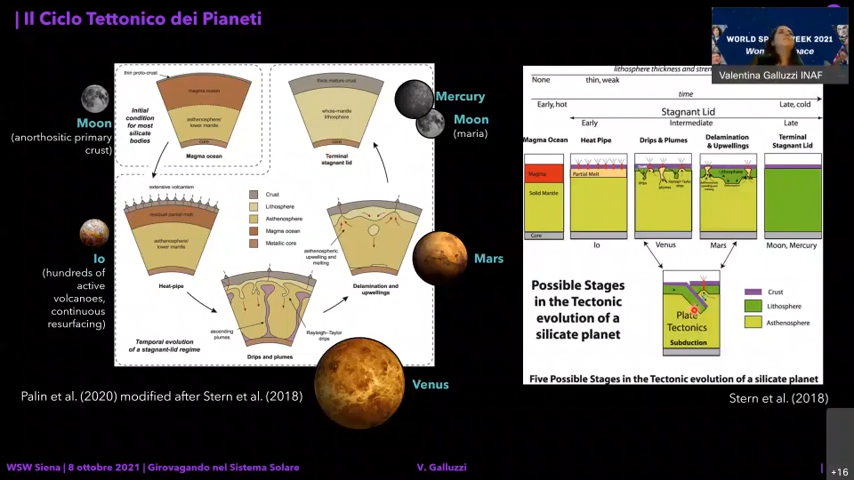 | Il Ciclo Tettonico dei Pianeti
WORLD SP WEEK 2021
Wom ace
Valentina Galluzzi INAF
thin proto-crust
magma ocean
asthenosphere/
lower mantle
core
Magma ocean
Initial
condition for
most
silicate
bodies
thick mature crust
whole-mantle
lithosphere
core
Terminal
stagnant lid
Moon
(anorthositic primary
crust)
Mercury
Moon
(maria)
extensive volcanism
residual partial melt
asthenosphere/
lower mantle
Heat-pipe
Crust
Lithosphere
Asthenosphere
Magma ocean
Metallic core
asthenospheric
upwelling and
melting
Delamination and
upwellings
Io
(hundreds of
active
volcanoes,
continuous
resurfacing)
Mars
ascending
plumes
Rayleigh–Taylor
drips
Drips and plumes
Temporal evolution
of a stagnant-lid regime
Venus
Palin et al. (2020) modified after Stern et al. (2018)
lithosphere thickness and stren
None
thin, weak
time
Early, hot
Late, cold
Stagnant Lid
Early
Intermediate
Late
Magma Ocean
Heat Pipe
Drips & Plumes
Delamination
& Upwellings
Terminal
Stagnant Lid
Magma
Solid Mantle
Core
Partial Melt
Lithosphere
Io
Venus
Mars
Moon, Mercury
Possible Stages
in the Tectonic
evolution of a
silicate planet
Plate
Tectonics
Subduction
Crust
Lithosphere
Asthenosphere
Five Possible Stages in the Tectonic evolution of a silicate planet
Stern et al. (2018)
WSW Siena | 8 ottobre 2021 | Girovagando nel Sistema Solare
V. Galluzzi
|
+16